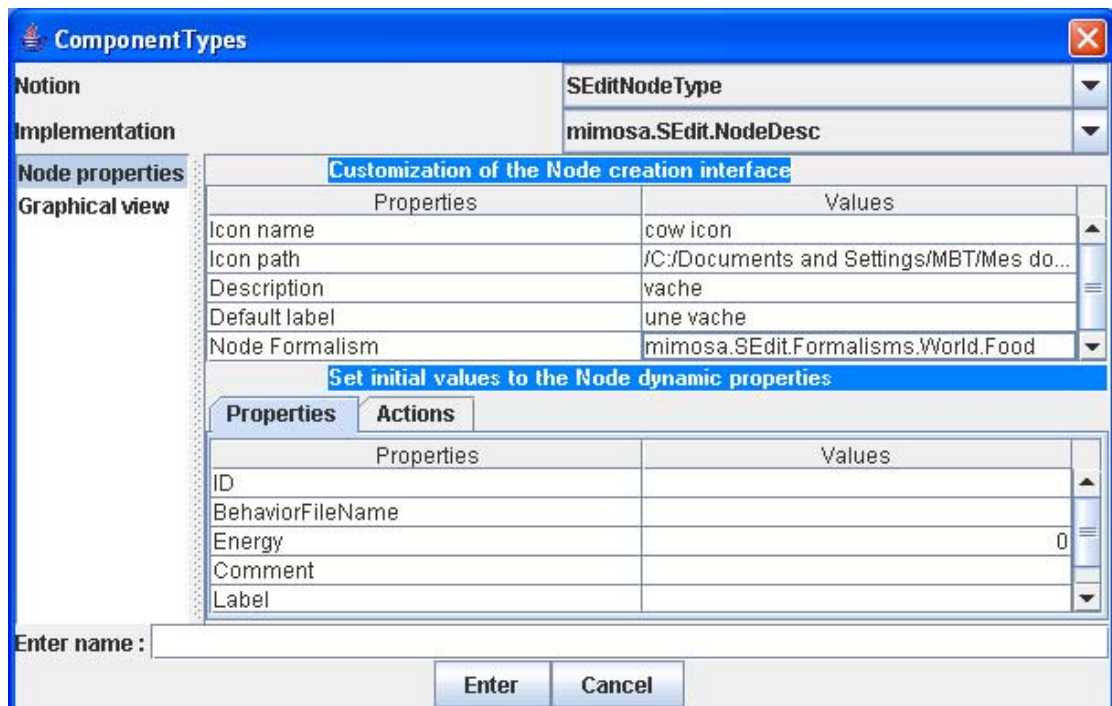 ComponentTypes
Notion SEditNodeType
Implementation mimosa.SEdit.NodeDesc
Node properties
Graphical view
Customization of the Node creation interface
Properties Values
Icon name cow icon
Icon path /C:/Documents and Settings/MBT/Mes do...
Description vache
Default label une vache
Node Formalism mimosa.SEdit.Formalisms.World.Food
Set initial values to the Node dynamic properties
Properties Actions
Properties Values
ID
BehaviorFileName
Energy 0
Comment
Label
Enter name :
Enter Cancel